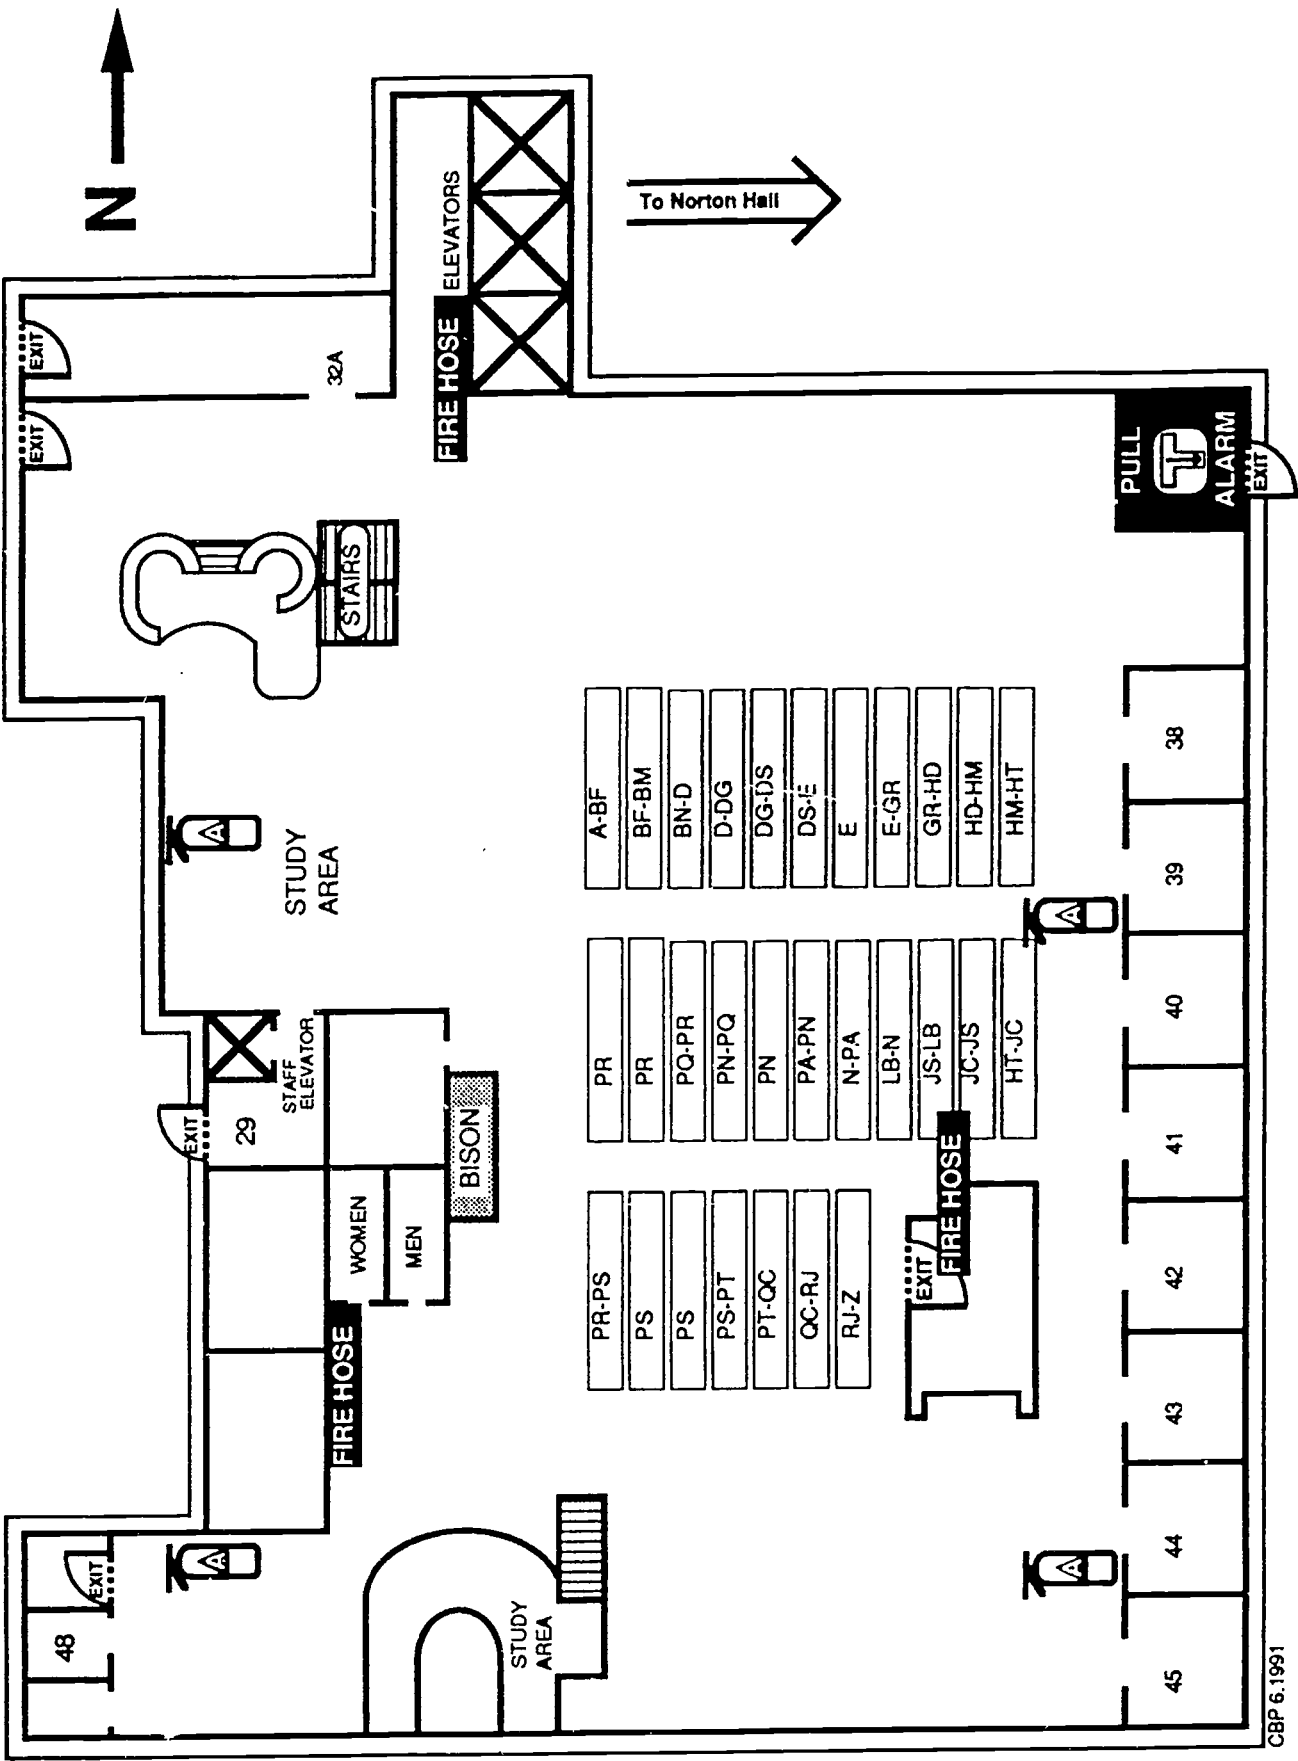 N
To Norton Hall
ELEVATORS
FIRE HOSE
EXIT
EXIT
32A
PULL
ALARM
EXIT
STAIRS
A
STUDY
AREA
A-BF
BF-BM
BN-D
D-DG
DG-DS
DS-E
E
E-GR
GR-HD
HD-HM
HM-HT
38
39
A
40
41
42
43
44
45
PR
PR
PQ-PR
PN-PQ
PN
PA-PN
N-PA
LB-N
JS-LB
JC-JS
HT-JC
STAFF
ELEVATOR
EXIT
29
BISON
WOMEN
MEN
FIRE HOSE
PR-PS
PS
PS
PS-PT
PT-QC
QC-RJ
RJ-Z
FIRE HOSE
EXIT
A
EXIT
48
STUDY
AREA
A
CBP 6.1991